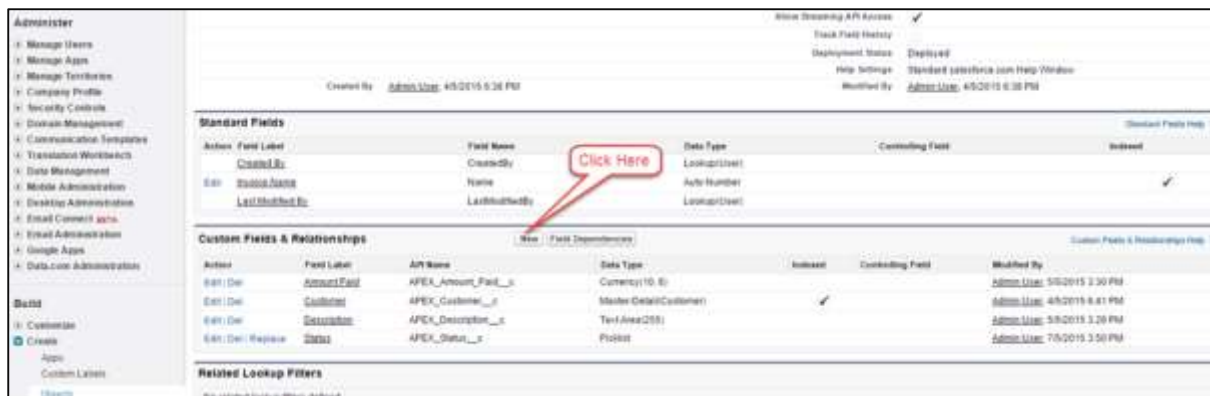 Administer
Manage Users
Manage Apps
Manage Territories
Company Profile
Security Controls
Domain Management
Communication Templates
Translation Workbench
Data Management
Mobile Administration
Desktop Administration
Email Connect BETA
Email Administration
Google Apps
Data.com Administration
Build
Customize
Create
Apps
Custom Labels
Objects
Allow Streaming API Access ✓
Track Field History
Deployment Status Deployed
Help Settings Standard salesforce.com Help Window
Created By Admin User, 4/5/2015 6:38 PM Modified By Admin User, 4/5/2015 6:38 PM
Standard Fields Standard Fields Help
Action Field Label Field Name Data Type Controlling Field Indexed
Created By CreatedBy Lookup(User)
Click Here
Edit Invoice Name Name Auto Number ✓
Last Modified By LastModifiedBy Lookup(User)
Custom Fields & Relationships New Field Dependencies Custom Fields & Relationships Help
Action Field Label API Name Data Type Indexed Controlling Field Modified By
Edit | Del Amount Paid APEX_Amount_Paid__c Currency(10, 8) Admin User, 5/5/2015 3:30 PM
Edit | Del Customer APEX_Customer__c Master-Detail(Customer) ✓ Admin User, 4/5/2015 6:41 PM
Edit | Del Description APEX_Description__c Text Area(255) Admin User, 5/5/2015 3:28 PM
Edit | Del | Replace Status APEX_Status__c Picklist Admin User, 7/5/2015 3:50 PM
Related Lookup Filters